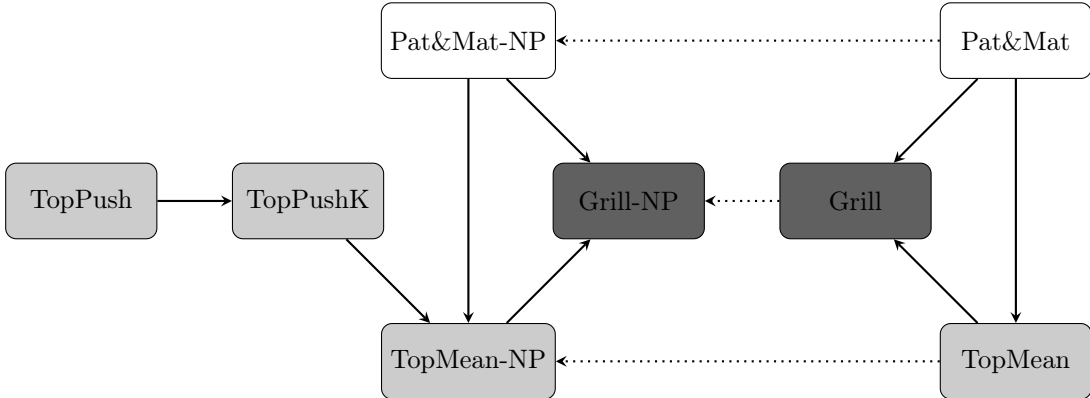 Pat&Mat-NP
Pat&Mat
TopPush
TopPushK
Grill-NP
Grill
TopMean-NP
TopMean